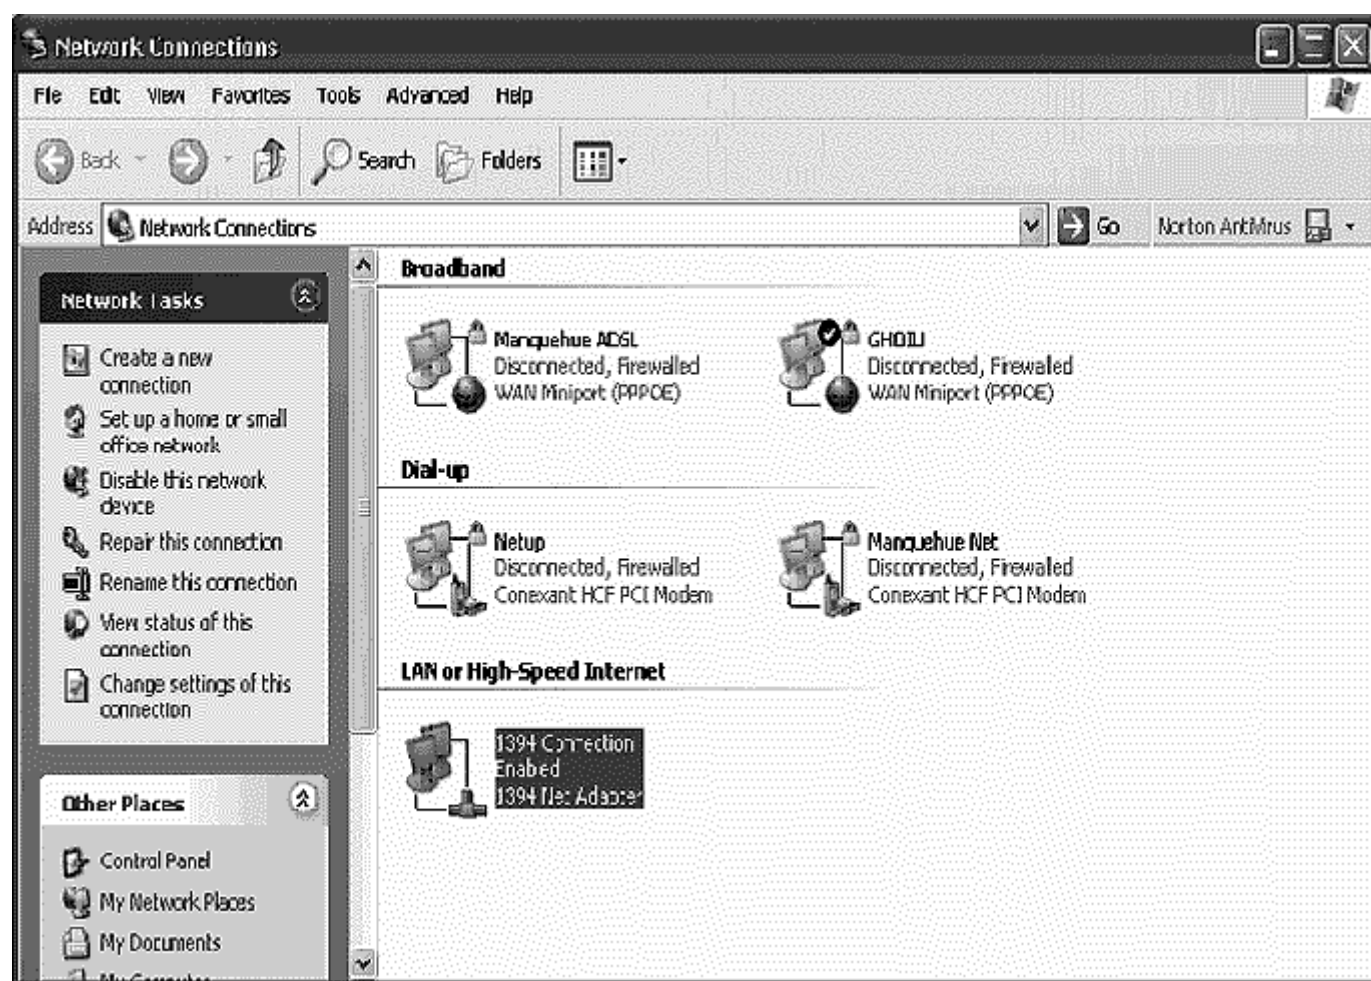 Network Connections
File Edit View Favorites Tools Advanced Help
Back Search Folders
Address Network Connections Go Norton AntiVirus
Network Tasks
Create a new
connection
Set up a home or small
office network
Disable this network
device
Repair this connection
Rename this connection
View status of this
connection
Change settings of this
connection
Other Places
Control Panel
My Network Places
My Documents
My Computer
Broadband
Manquehue ADSL
Disconnected, Firewalled
WAN Miniport (PPPOE)
Disconnected, Firewalled
WAN Miniport (PPPOE)
Dial-up
Netup
Disconnected, Firewalled
Conexant HCF PCI Modem
Manquehue Net
Disconnected, Firewalled
Conexant HCF PCI Modem
LAN or High-Speed Internet
1394 Connection
Enabled
1394 Net Adapter